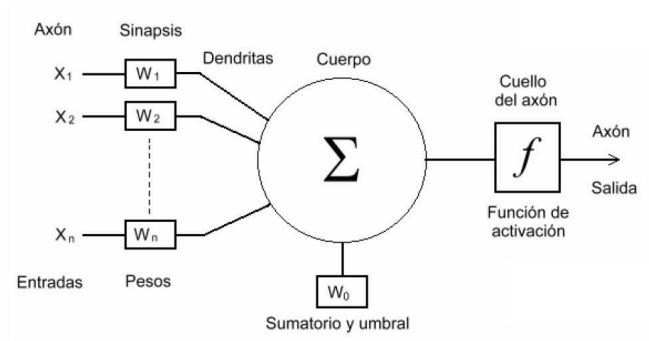 Axón
Sinapsis
Dendritas
Cuerpo
Cuello
del axón
X1
W1
X2
W2
Σ
f
Axón
Salida
Xn
Wn
Función de
activación
Entradas
Pesos
W0
Sumatorio y umbral